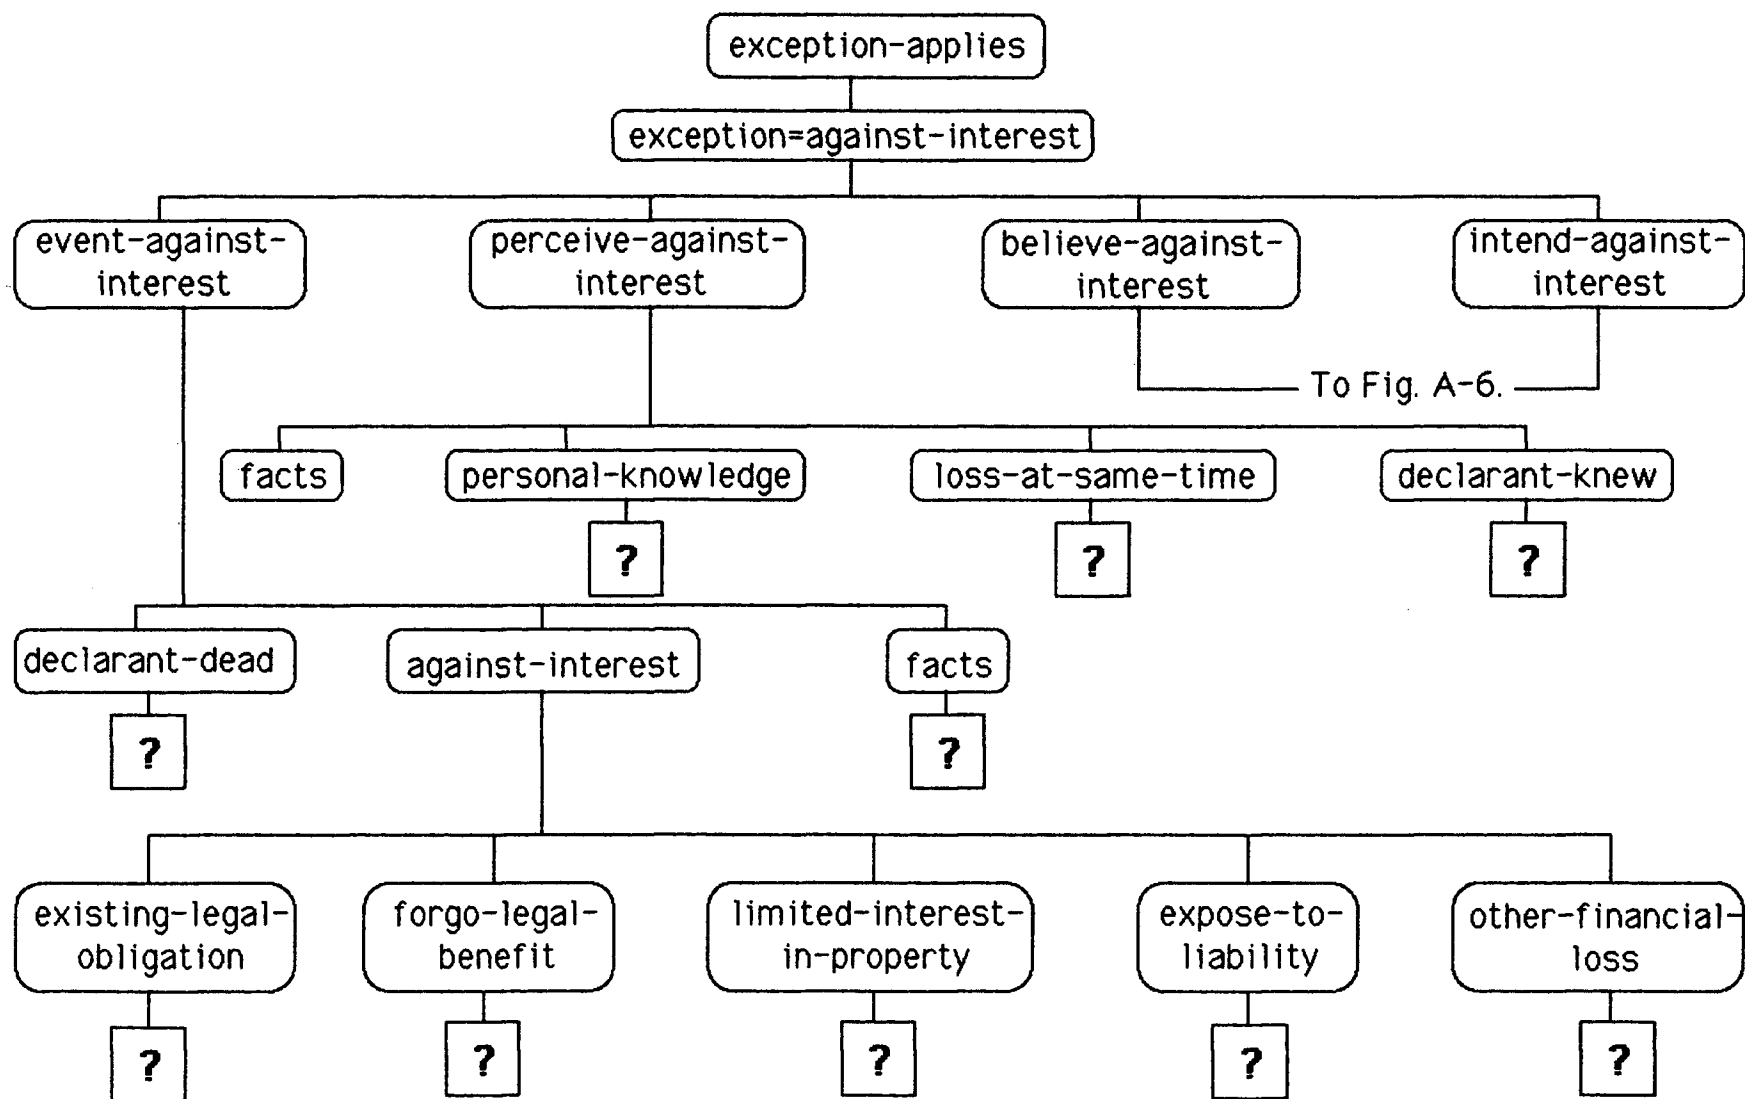 exception-applies
exception=against-interest
event-against-
interest
perceive-against-
interest
believe-against-
interest
intend-against-
interest
To Fig. A-6.
facts
personal-knowledge
loss-at-same-time
declarant-knew
?
?
?
declarant-dead
against-interest
facts
?
?
existing-legal-
obligation
forgo-legal-
benefit
limited-interest-
in-property
expose-to-
liability
other-financial-
loss
?
?
?
?
?